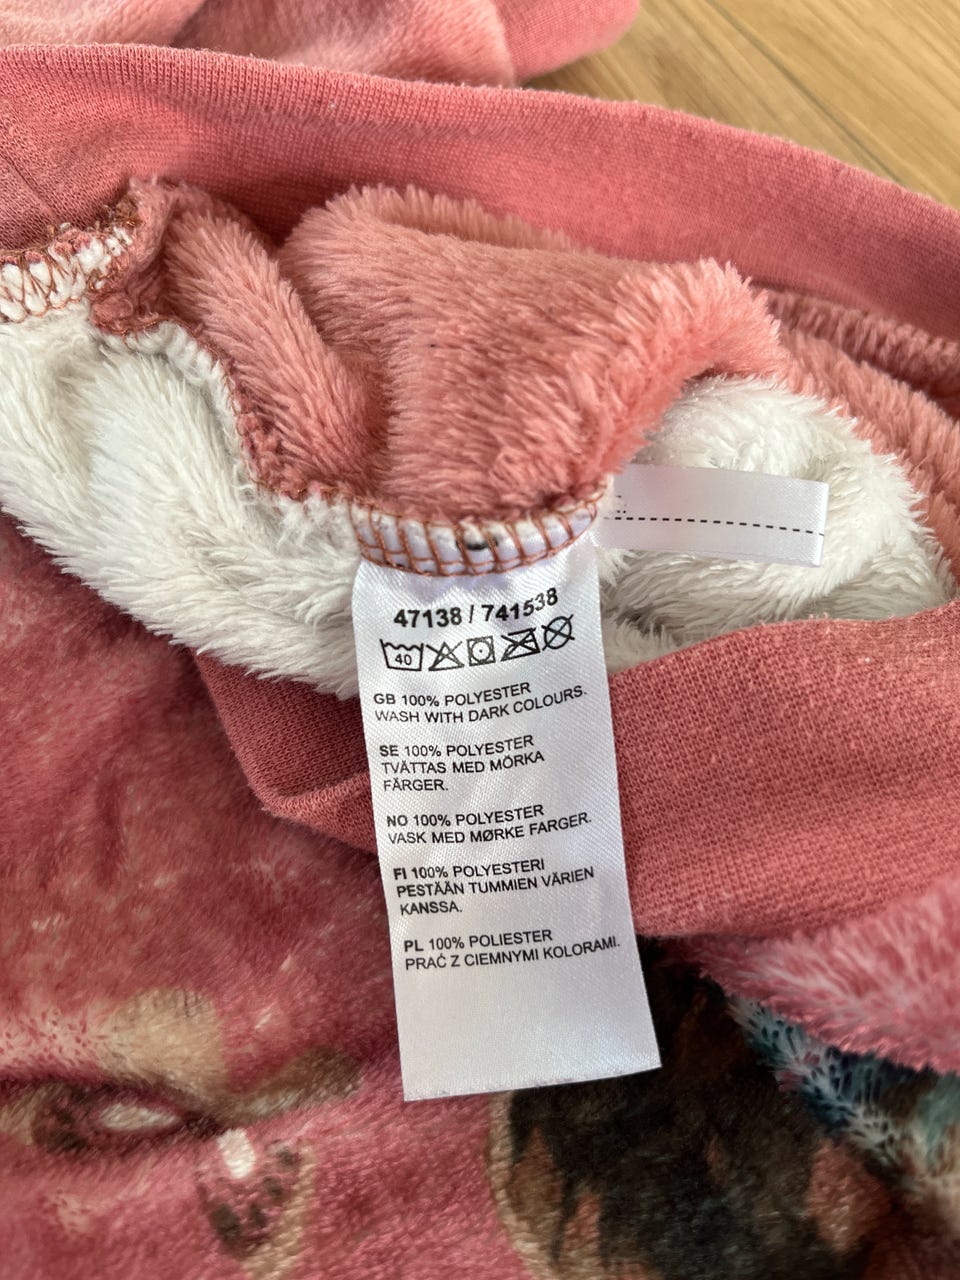 47138 / 741538
40
GB 100% POLYESTER
WASH WITH DARK COLOURS.
SE 100% POLYESTER
TVÄTTAS MED MÖRKA
FÄRGER.
NO 100% POLYESTER
VASK MED MØRKE FARGER.
FI 100% POLYESTERI
PESTÄÄN TUMMIEN VÄRIEN
KANSSA.
PL 100% POLIESTER
PRAĆ Z CIEMNYMI KOLORAMI.